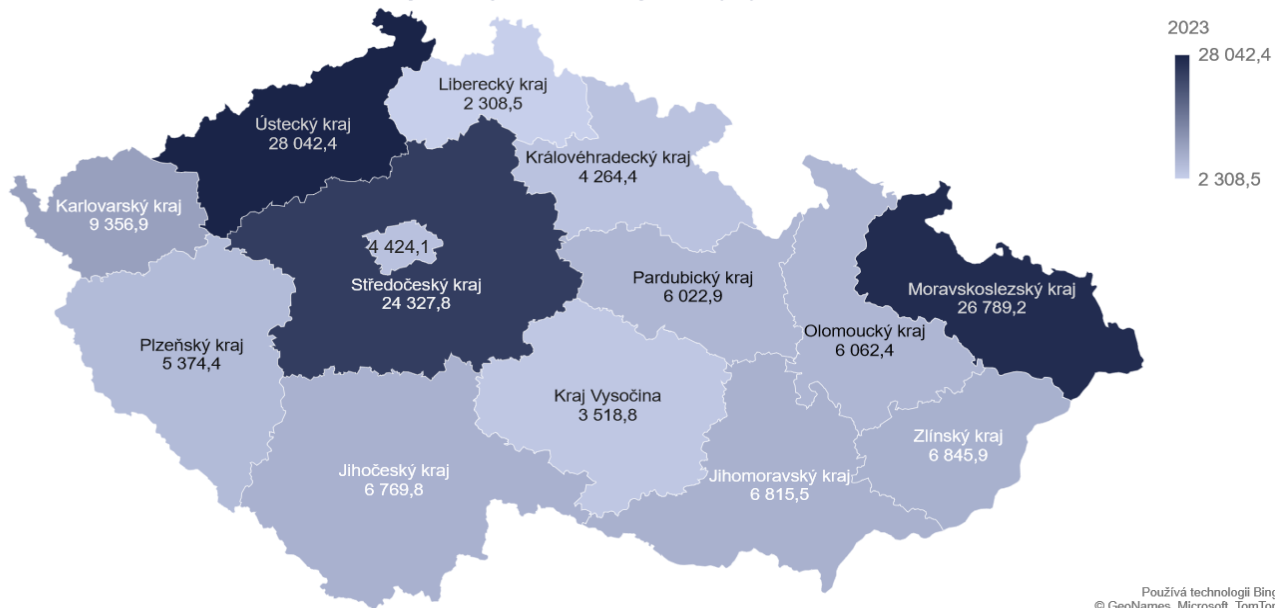 2023
28 042,4
2 308,5
Liberecký kraj
2 308,5
Ústecký kraj
28 042,4
Královéhradecký kraj
4 264,4
Karlovarský kraj
9 356,9
4 424,1
Středočeský kraj
24 327,8
Pardubický kraj
6 022,9
Moravskoslezský kraj
26 789,2
Olomoucký kraj
6 062,4
Plzeňský kraj
5 374,4
Kraj Vysočina
3 518,8
Zlínský kraj
6 845,9
Jihočeský kraj
6 769,8
Jihomoravský kraj
6 815,5
Používá technologii Bing
© GeoNames, Microsoft, TomTo